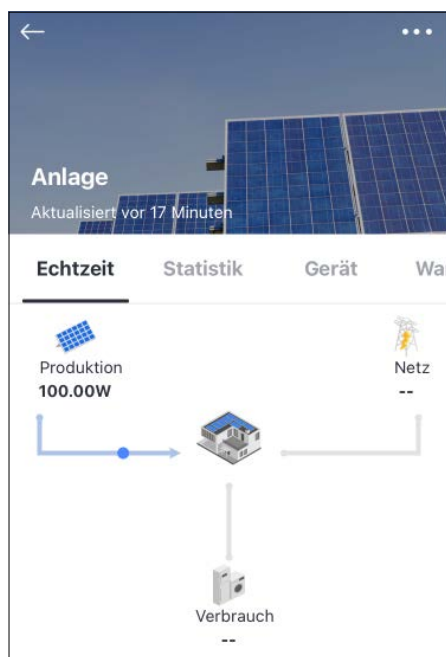 Anlage
Aktualisiert vor 17 Minuten
Echtzeit Statistik Gerät
Produktion
100.00W
Netz
--
Verbrauch
--